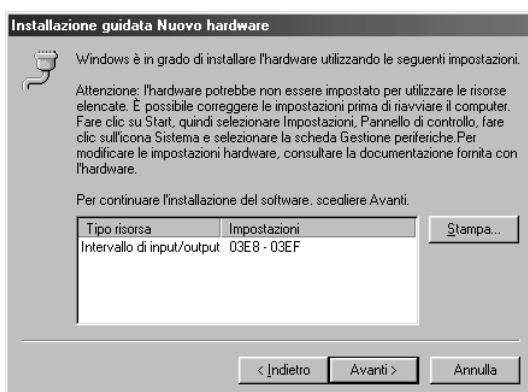 Installazione guidata Nuovo hardware
Windows è in grado di installare l'hardware utilizzando le seguenti impostazioni.
Attenzione: l'hardware potrebbe non essere impostato per utilizzare le risorse
elencate. È possibile correggere le impostazioni prima di riavviare il computer.
Fare clic su Start, quindi selezionare Impostazioni, Pannello di controllo, fare
clic sull'icona Sistema e selezionare la scheda Gestione periferiche.Per
modificare le impostazioni hardware, consultare la documentazione fornita con
l'hardware.
Per continuare l'installazione del software, scegliere Avanti.
Tipo risorsa Impostazioni
Intervallo di input/output 03E8 - 03EF
Stampa...
< Indietro Avanti > Annulla